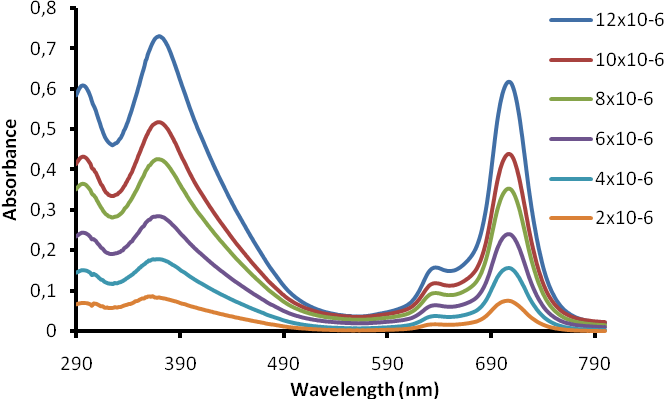 0,8
0,7
0,6
0,5
0,4
0,3
0,2
0,1
0
Absorbance
290 390 490 590 690 790
Wavelength (nm)
12x10-6
10x10-6
8x10-6
6x10-6
4x10-6
2x10-6